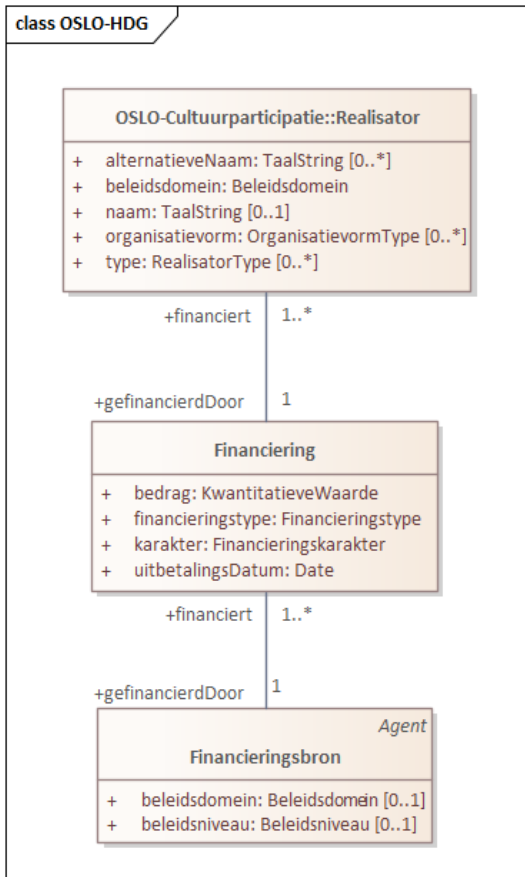 class OSLO-HDG
OSLO-Cultuurparticipatie::Realisator
+ alternatieveNaam: TaalString [0..*]
+ beleidsdomein: Beleidsdomein
+ naam: TaalString [0..1]
+ organisatievorm: OrganisatievormType [0..*]
+ type: RealisatorType [0..*]
+financiert 1..*
+gefinancierdDoor 1
Financiering
+ bedrag: KwantitatieveWaarde
+ financieringstype: Financieringstype
+ karakter: Financieringskarakter
+ uitbetalingsDatum: Date
+financiert 1..*
+gefinancierdDoor 1
Agent
Financieringsbron
+ beleidsdomein: Beleidsdomein [0..1]
+ beleidsniveau: Beleidsniveau [0..1]